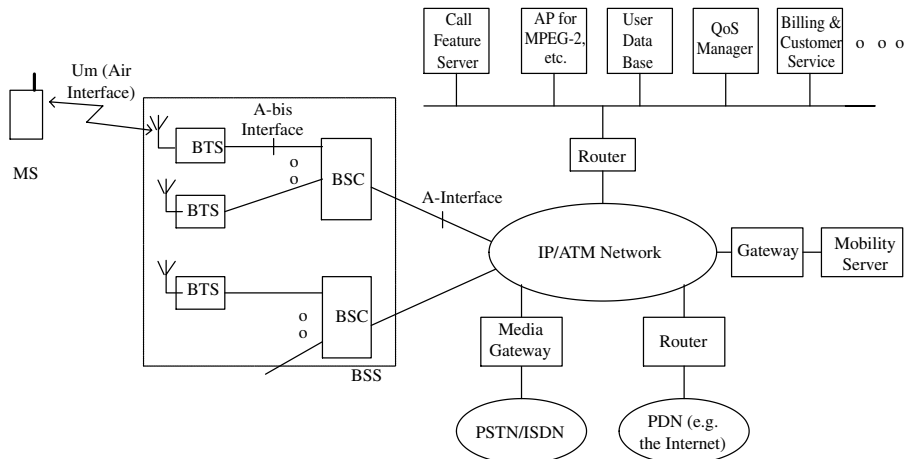 Call
Feature
Server
AP for
MPEG-2,
etc.
User
Data
Base
QoS
Manager
Billing &
Customer
Service
o o o
Um (Air
Interface)
A-bis
Interface
MS
BTS
o
o
BSC
BTS
Router
A-Interface
IP/ATM Network
Gateway
Mobility
Server
BTS
o
o
BSC
BSS
Media
Gateway
Router
PSTN/ISDN
PDN (e.g.
the Internet)